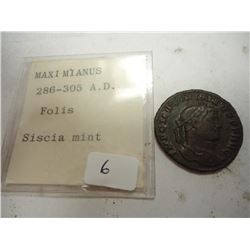 MAXIMIANUS
286-305 A.D.
Folis
Siscia mint
6